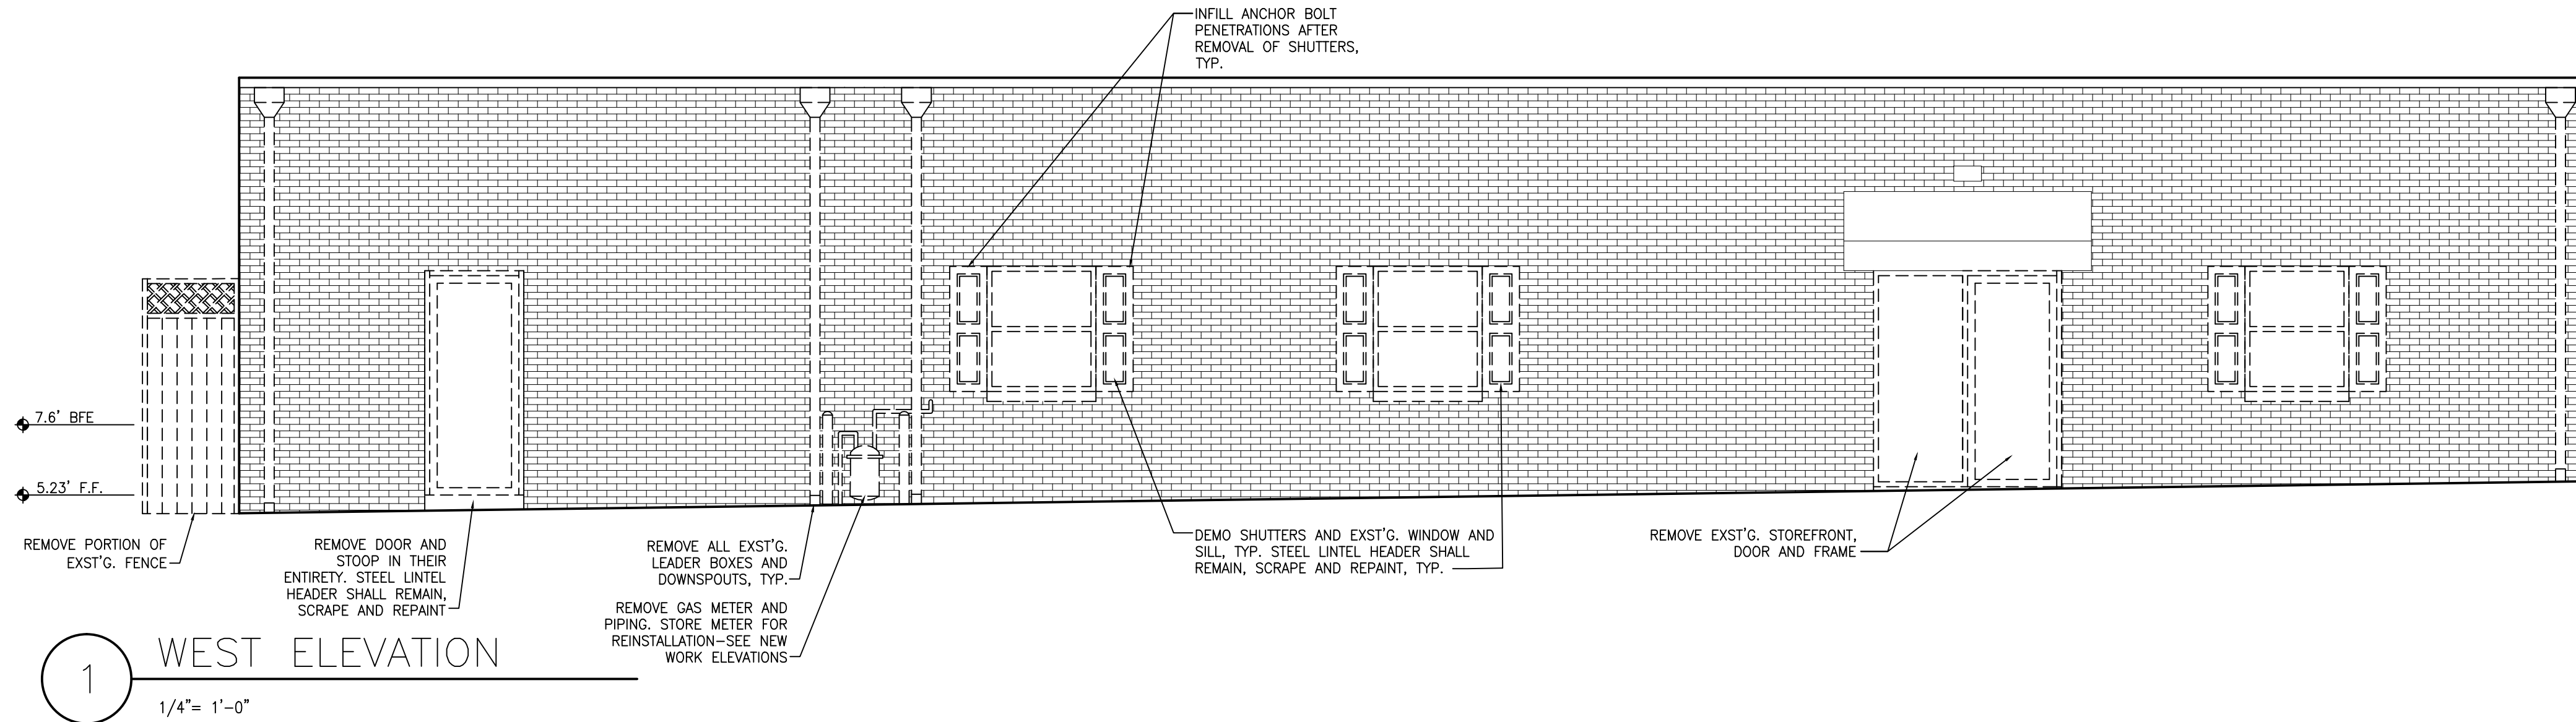 INFILL ANCHOR BOLT
PENETRATIONS AFTER
REMOVAL OF SHUTTERS,
TYP.
7.6' BFE
5.23' F.F.
REMOVE PORTION OF
EXST'G. FENCE
REMOVE DOOR AND
STOOP IN THEIR
ENTIRETY. STEEL LINTEL
HEADER SHALL REMAIN,
SCRAPE AND REPAINT
REMOVE ALL EXST'G.
LEADER BOXES AND
DOWNSPOUTS, TYP.
REMOVE GAS METER AND
PIPING. STORE METER FOR
REINSTALLATION-SEE NEW
WORK ELEVATIONS
DEMO SHUTTERS AND EXST'G. WINDOW AND
SILL, TYP. STEEL LINTEL HEADER SHALL
REMAIN, SCRAPE AND REPAINT, TYP.
REMOVE EXST'G. STOREFRONT,
DOOR AND FRAME
1
WEST ELEVATION
1/4"= 1'-0"